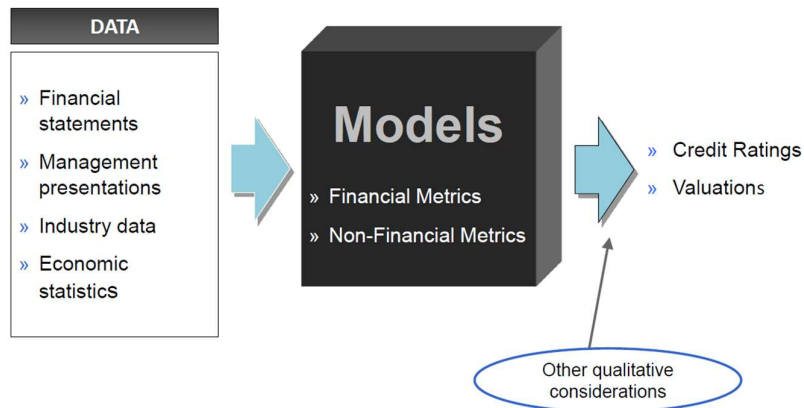 DATA
» Financial
statements
» Management
presentations
» Industry data
» Economic
statistics
Models
» Financial Metrics
» Non-Financial Metrics
» Credit Ratings
» Valuations
Other qualitative
considerations